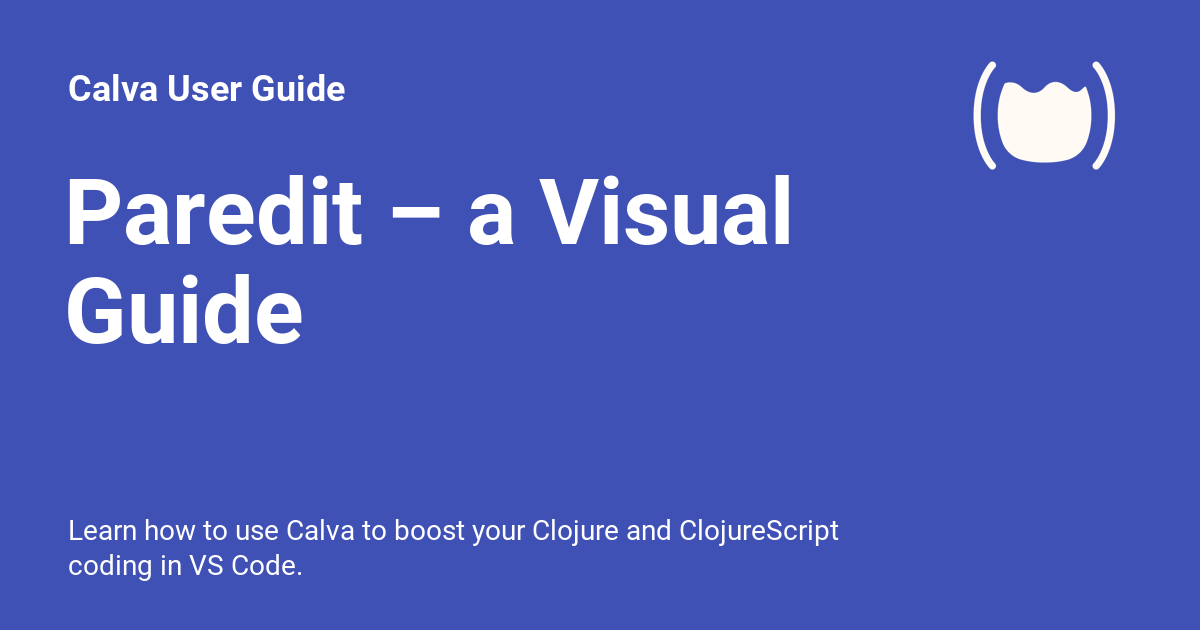 Calva User Guide
Paredit – a Visual
Guide
Learn how to use Calva to boost your Clojure and ClojureScript
coding in VS Code.